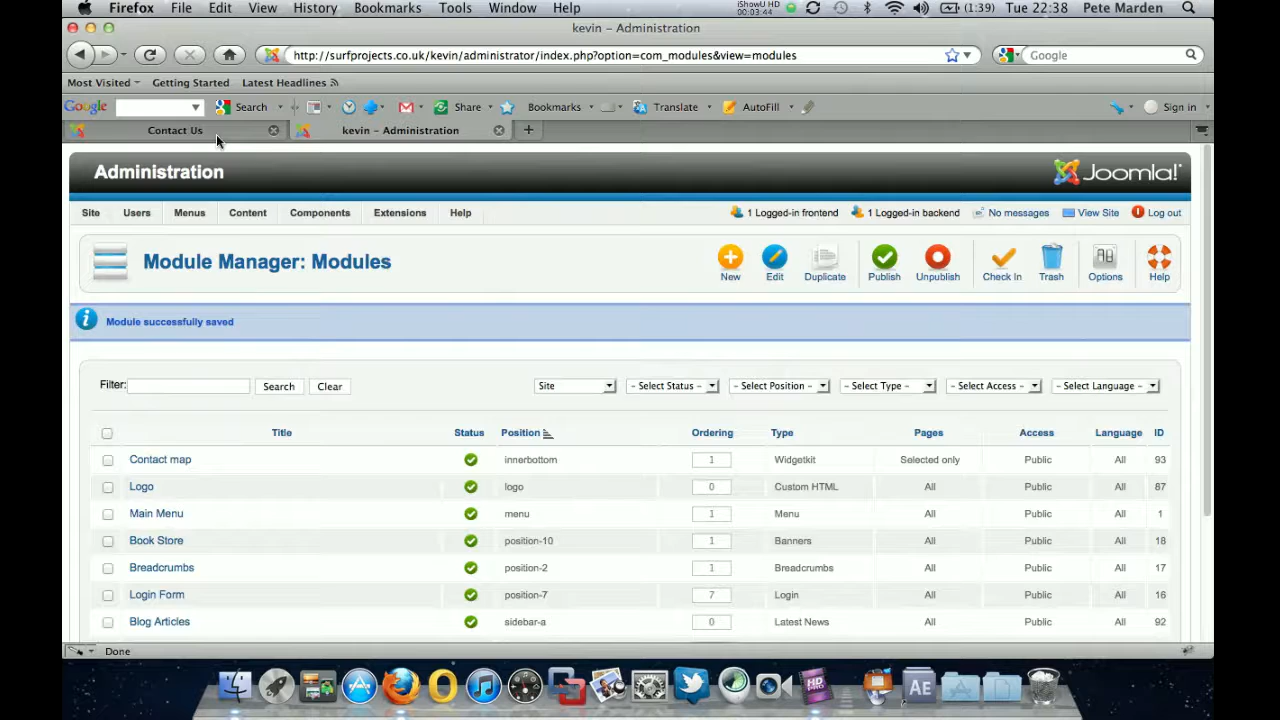 Firefox File Edit View History Bookmarks Tools Window Help iShowU HD 00:03:44 (1:39) Tue 22:38 Pete Marden
kevin – Administration
http://surfprojects.co.uk/kevin/administrator/index.php?option=com_modules&view=modules Google
Most Visited Getting Started Latest Headlines
Google Search Share Bookmarks Translate AutoFill Sign in
Contact Us kevin – Administration
Administration Joomla!
Site Users Menus Content Components Extensions Help 1 Logged-in frontend 1 Logged-in backend No messages View Site Log out
Module Manager: Modules
New Edit Duplicate Publish Unpublish Check In Trash Options Help
Module successfully saved
Filter: Search Clear Site - Select Status - - Select Position - - Select Type - - Select Access - - Select Language -
Title Status Position Ordering Type Pages Access Language ID
Contact map innerbottom 1 Widgetkit Selected only Public All 93
Logo logo 0 Custom HTML All Public All 87
Main Menu menu 1 Menu All Public All 1
Book Store position-10 1 Banners All Public All 18
Breadcrumbs position-2 1 Breadcrumbs All Public All 17
Login Form position-7 7 Login All Public All 16
Blog Articles sidebar-a 0 Latest News All Public All 92
Done
HD PRO AE